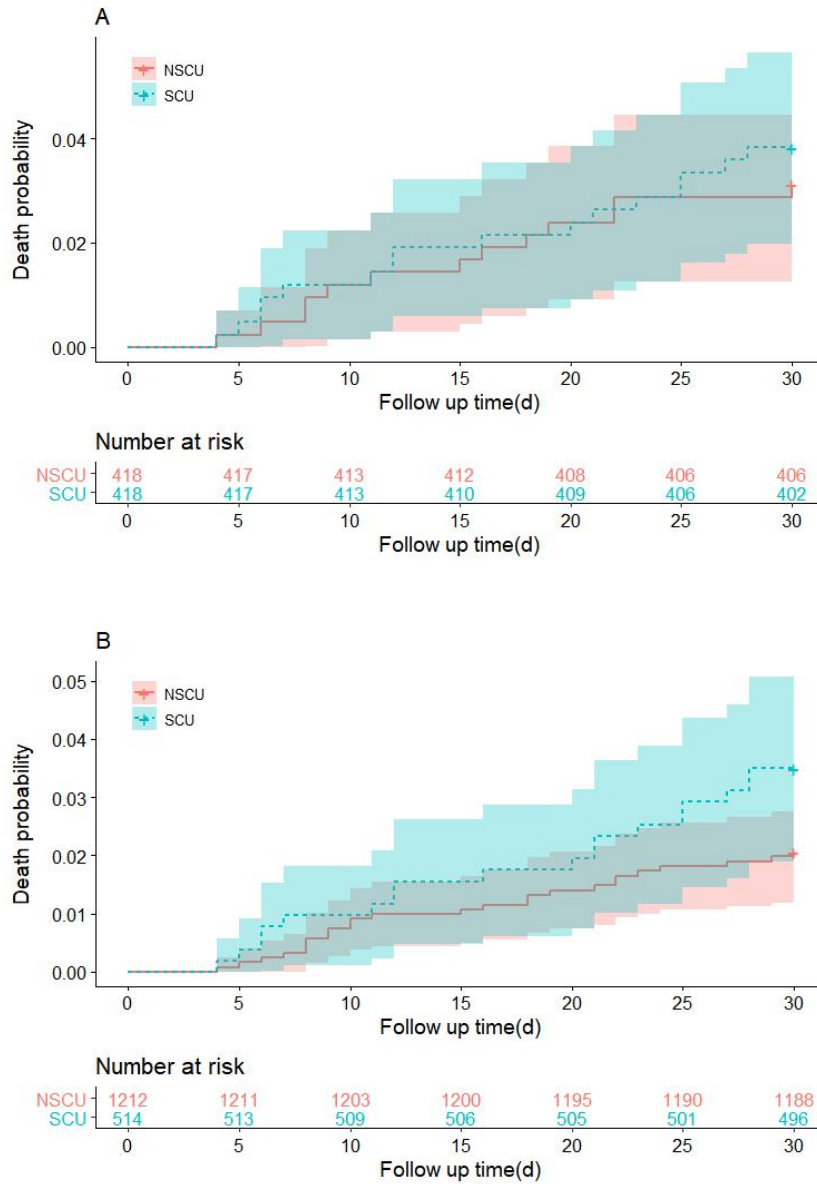 A
NSCU
SCU
Death probability
0.04
0.02
0.00
0 5 10 15 20 25 30
Follow up time(d)
Number at risk
NSCU 418 417 413 412 408 406 406
SCU 418 417 413 410 409 406 402
0 5 10 15 20 25 30
Follow up time(d)
B
NSCU
SCU
Death probability
0.05
0.04
0.03
0.02
0.01
0.00
0 5 10 15 20 25 30
Follow up time(d)
Number at risk
NSCU 1212 1211 1203 1200 1195 1190 1188
SCU 514 513 509 506 505 501 496
0 5 10 15 20 25 30
Follow up time(d)